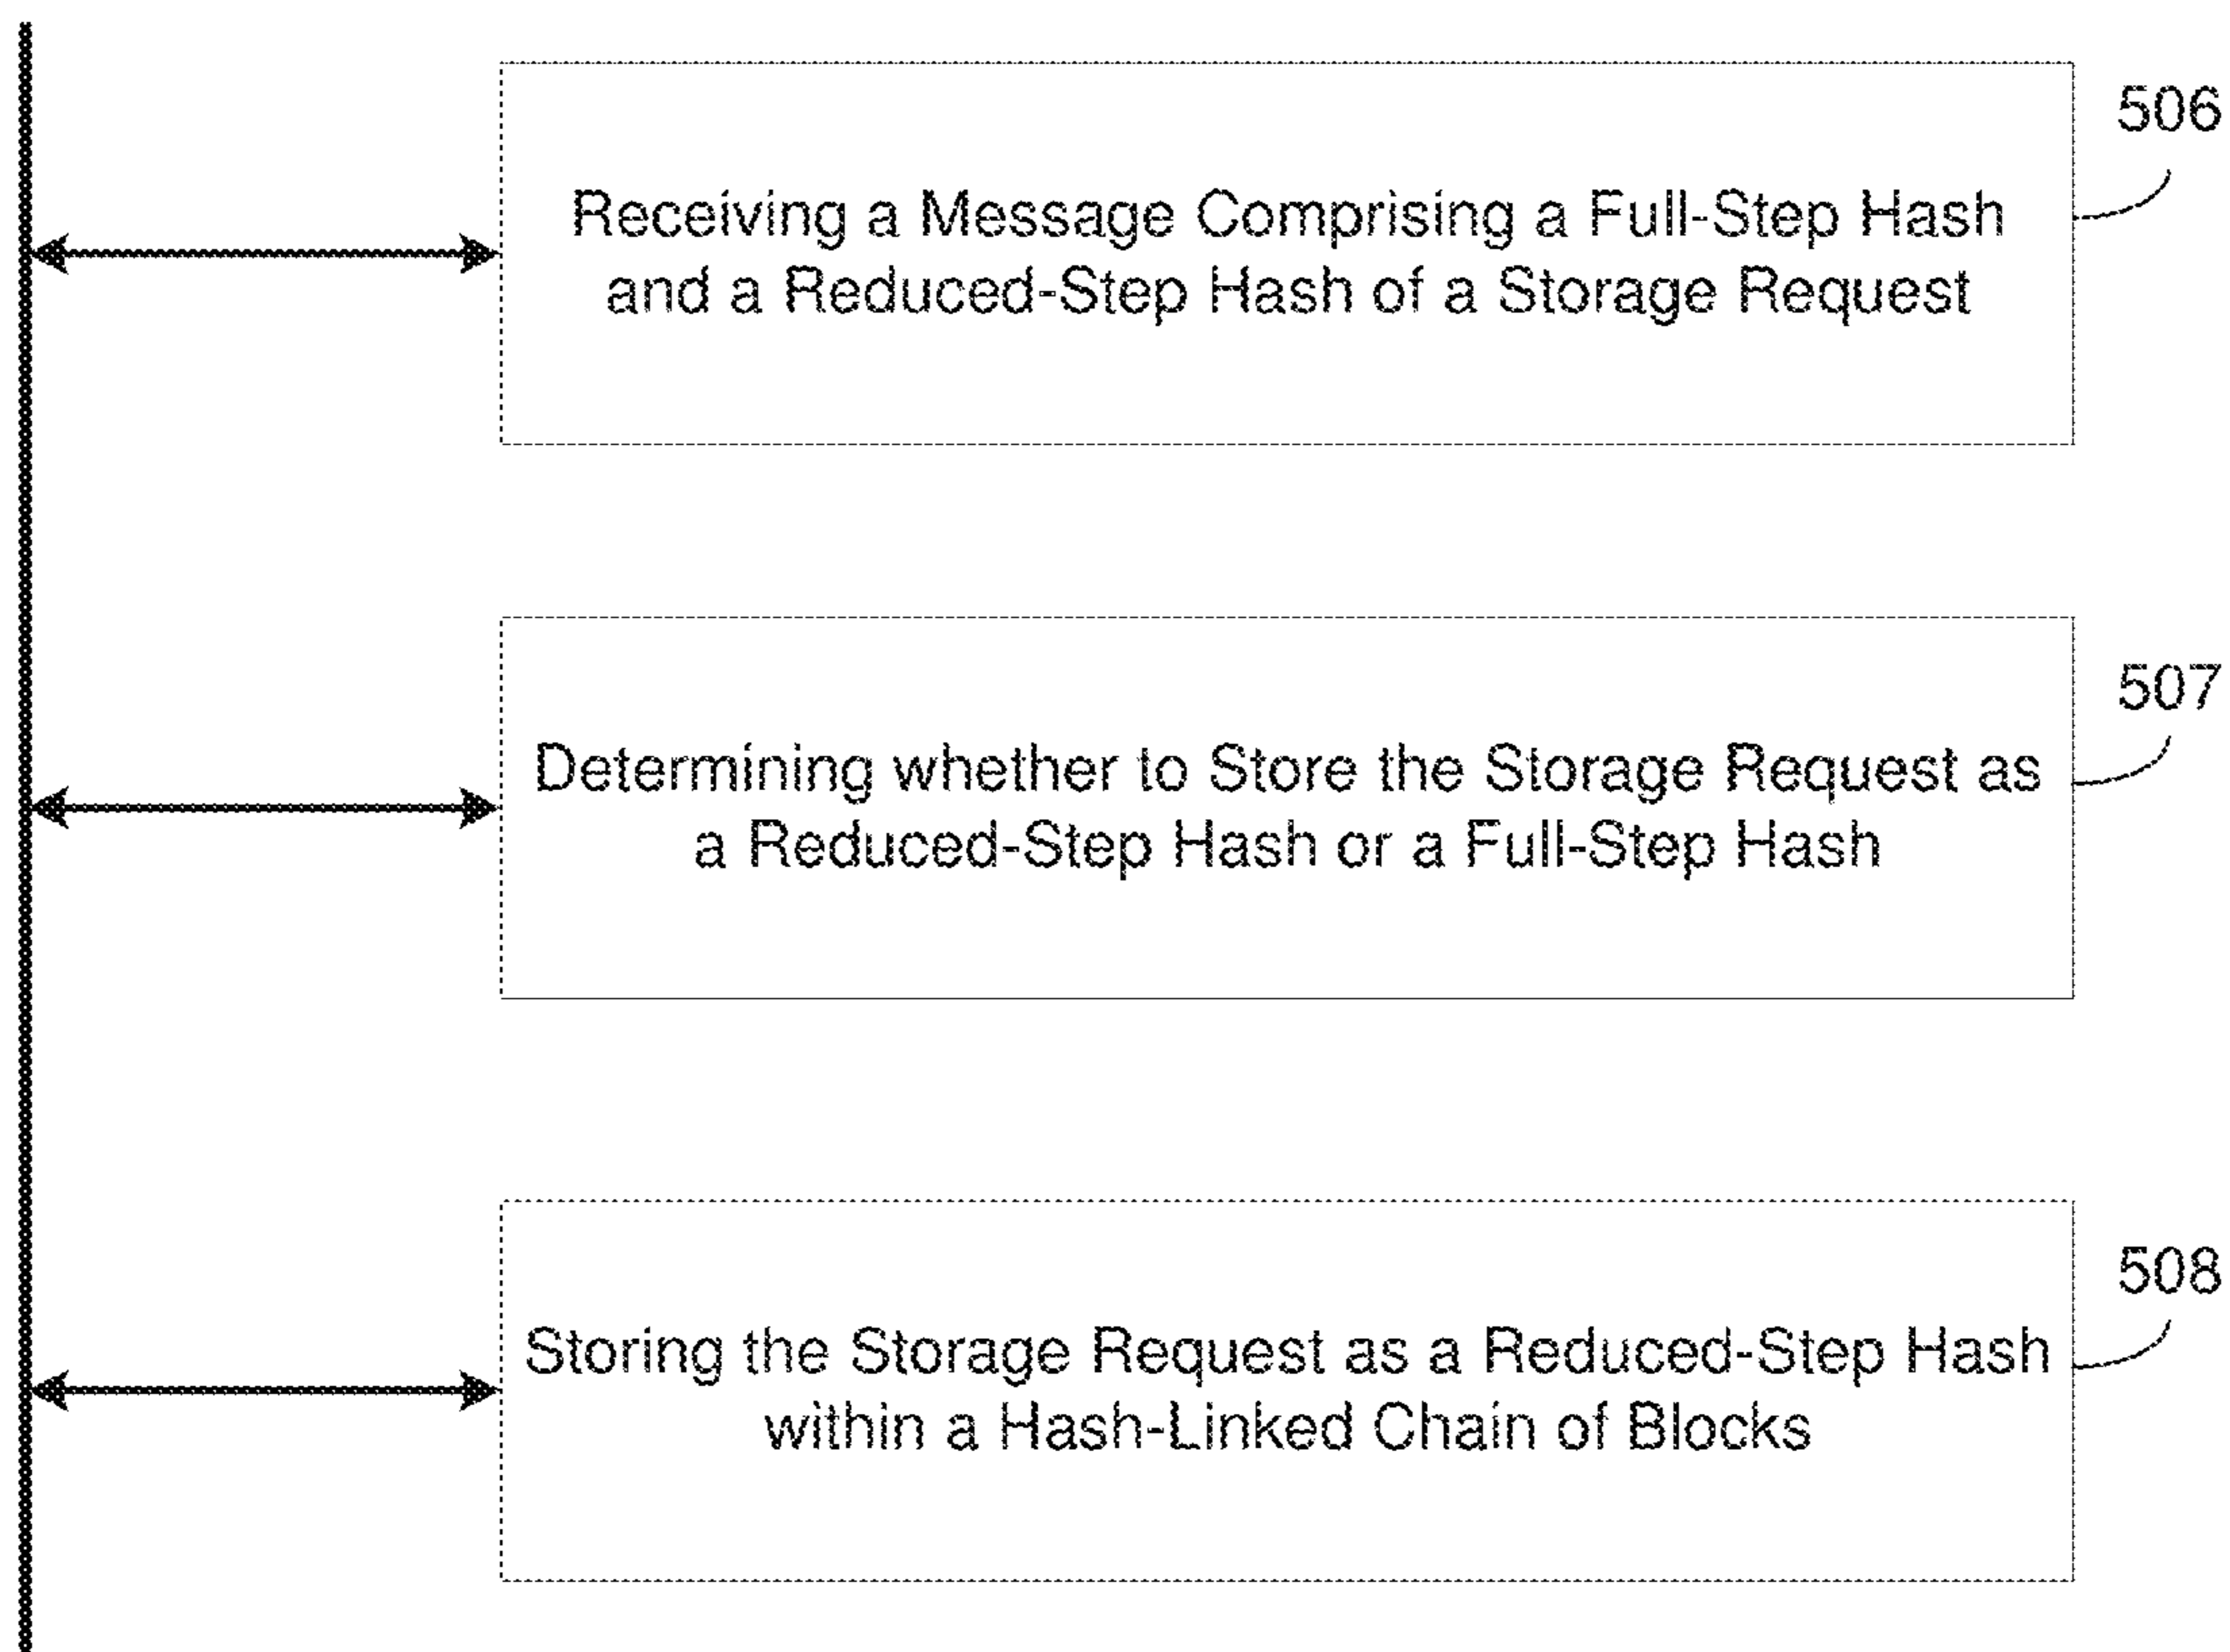 506
Receiving a Message Comprising a Full-Step Hash
and a Reduced-Step Hash of a Storage Request
507
Determining whether to Store the Storage Request as
a Reduced-Step Hash or a Full-Step Hash
508
Storing the Storage Request as a Reduced-Step Hash
within a Hash-Linked Chain of Blocks